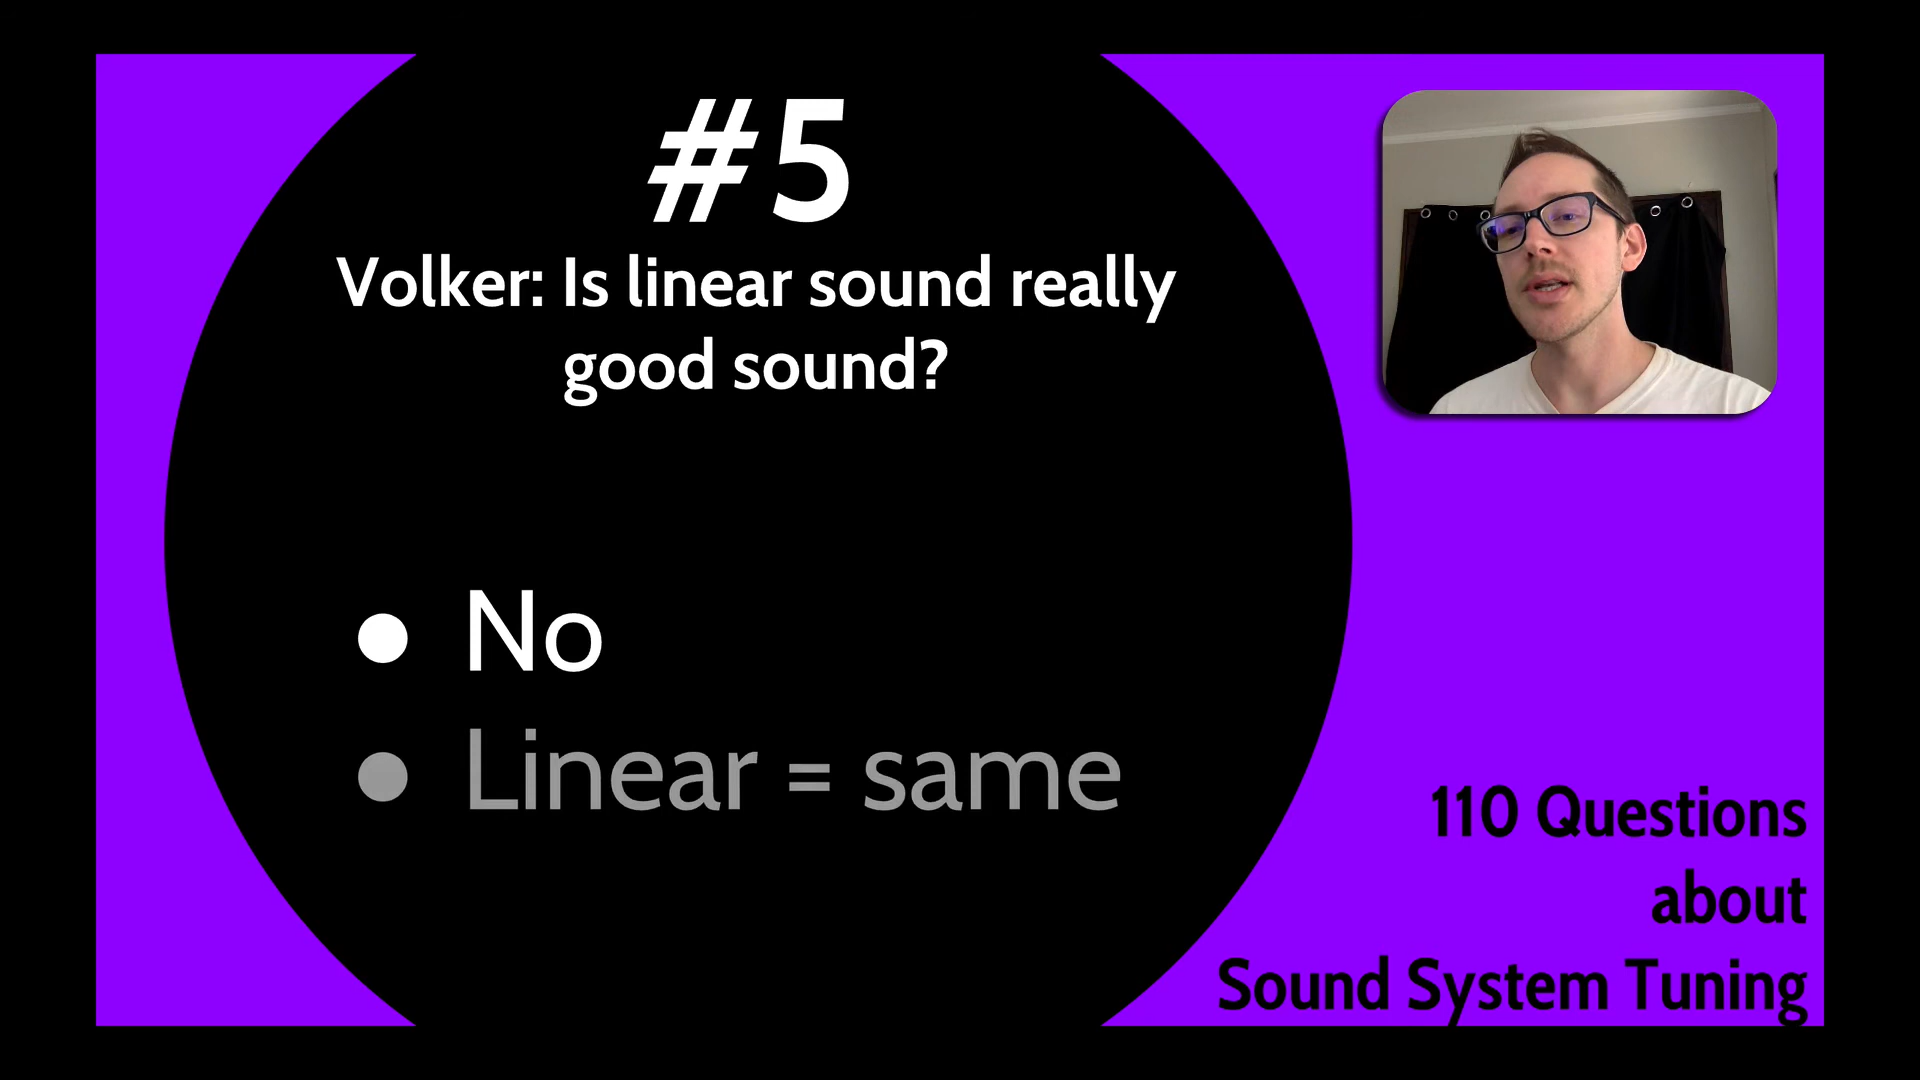 #5
Volker: Is linear sound really
good sound?
● No
● Linear = same
110 Questions
about
Sound System Tuning